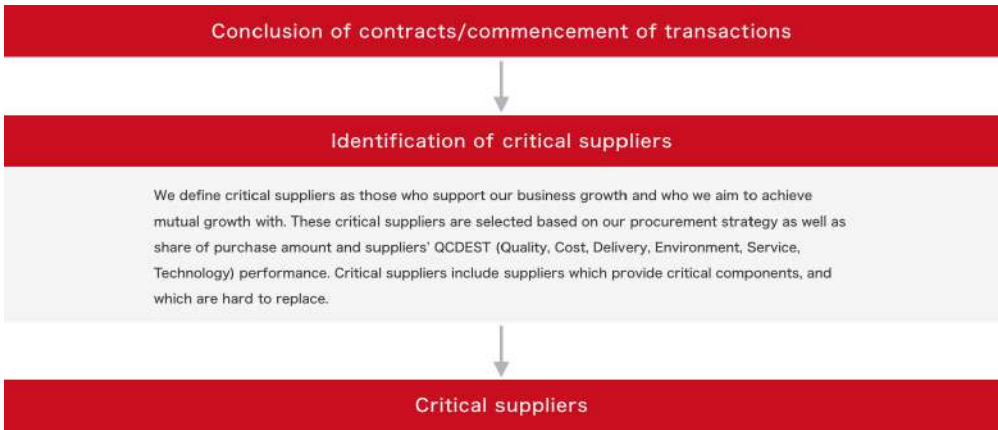 Conclusion of contracts/commencement of transactions
Identification of critical suppliers
We define critical suppliers as those who support our business growth and who we aim to achieve
mutual growth with. These critical suppliers are selected based on our procurement strategy as well as
share of purchase amount and suppliers' QCDEST (Quality, Cost, Delivery, Environment, Service,
Technology) performance. Critical suppliers include suppliers which provide critical components, and
which are hard to replace.
Critical suppliers